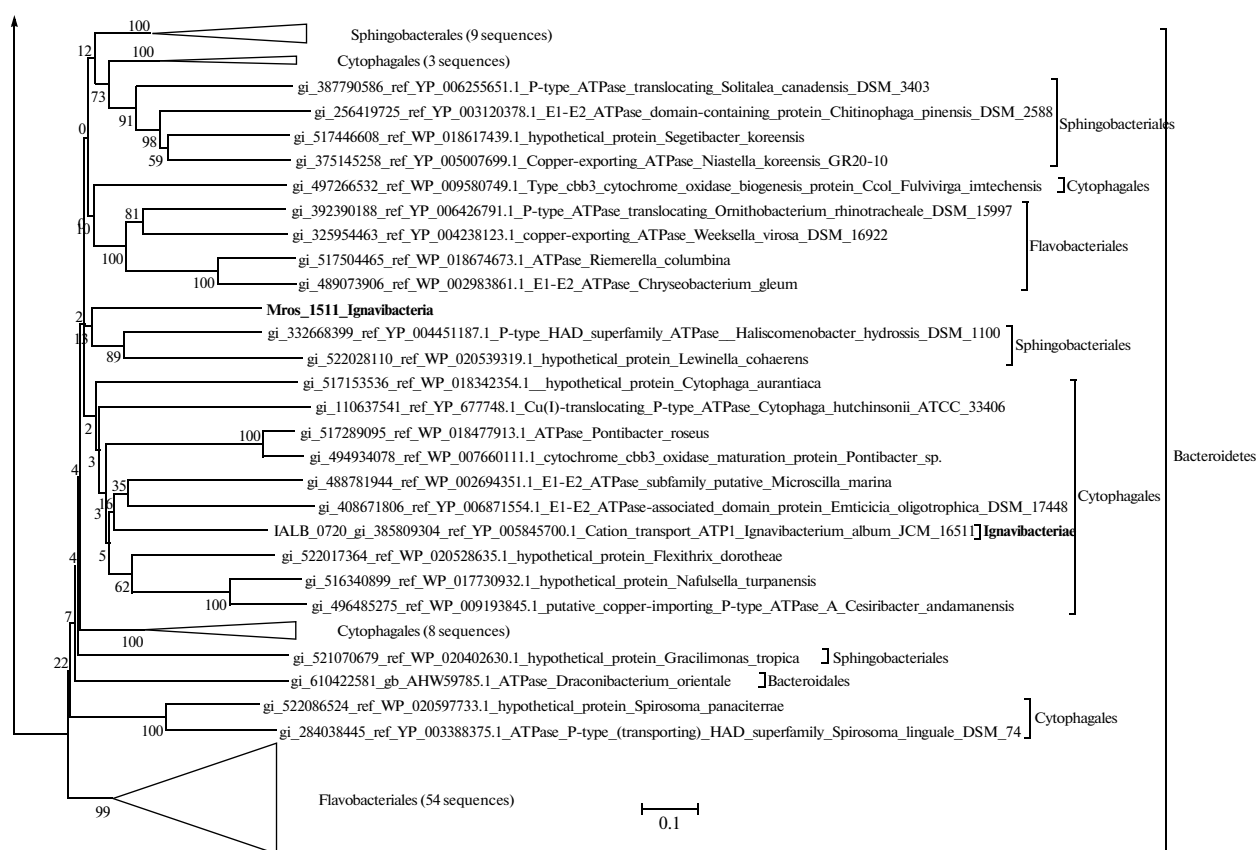 100
Sphingobacterales (9 sequences)
12
100
Cytophagales (3 sequences)
73
gi_387790586_ref_YP_006255651.1_P-type_ATPase_translocating_Solitalea_canadensis_DSM_3403
91
gi_256419725_ref_YP_003120378.1_E1-E2_ATPase_domain-containing_protein_Chitinophaga_pinensis_DSM_2588
Sphingobacteriales
0
98
gi_517446608_ref_WP_018617439.1_hypothetical_protein_Segetibacter_koreensis
59
gi_375145258_ref_YP_005007699.1_Copper-exporting_ATPase_Niastella_koreensis_GR20-10
gi_497266532_ref_WP_009580749.1_Type_cbb3_cytochrome_oxidase_biogenesis_protein_CcoI_Fulvivirga_imtechensis
Cytophagales
81
gi_392390188_ref_YP_006426791.1_P-type_ATPase_translocating_Ornithobacterium_rhinotracheale_DSM_15997
0
10
gi_325954463_ref_YP_004238123.1_copper-exporting_ATPase_Weeksella_virosa_DSM_16922
Flavobacteriales
100
gi_517504465_ref_WP_018674673.1_ATPase_Riemerella_columbina
100
gi_489073906_ref_WP_002983861.1_E1-E2_ATPase_Chryseobacterium_gleum
Mros_1511_Ignavibacteria
2
13
gi_332668399_ref_YP_004451187.1_P-type_HAD_superfamily_ATPase__Haliscomenobacter_hydrossis_DSM_1100
Sphingobacteriales
89
gi_522028110_ref_WP_020539319.1_hypothetical_protein_Lewinella_cohaerens
gi_517153536_ref_WP_018342354.1__hypothetical_protein_Cytophaga_aurantiaca
gi_110637541_ref_YP_677748.1_Cu(I)-translocating_P-type_ATPase_Cytophaga_hutchinsonii_ATCC_33406
2
100
gi_517289095_ref_WP_018477913.1_ATPase_Pontibacter_roseus
3
gi_494934078_ref_WP_007660111.1_cytochrome_cbb3_oxidase_maturation_protein_Pontibacter_sp.
Bacteroidetes
4
35
gi_488781944_ref_WP_002694351.1_E1-E2_ATPase_subfamily_putative_Microscilla_marina
Cytophagales
16
3
gi_408671806_ref_YP_006871554.1_E1-E2_ATPase-associated_domain_protein_Emticicia_oligotrophica_DSM_17448
IALB_0720_gi_385809304_ref_YP_005845700.1_Cation_transport_ATP1_Ignavibacterium_album_JCM_16511
Ignavibacteriae
5
4
gi_522017364_ref_WP_020528635.1_hypothetical_protein_Flexithrix_dorotheae
62
gi_516340899_ref_WP_017730932.1_hypothetical_protein_Nafulsella_turpanensis
100
gi_496485275_ref_WP_009193845.1_putative_copper-importing_P-type_ATPase_A_Cesiribacter_andamanensis
7
100
Cytophagales (8 sequences)
22
gi_521070679_ref_WP_020402630.1_hypothetical_protein_Gracilimonas_tropica
Sphingobacteriales
gi_610422581_gb_AHW59785.1_ATPase_Draconibacterium_orientale
Bacteroidales
gi_522086524_ref_WP_020597733.1_hypothetical_protein_Spirosoma_panaciterrae
Cytophagales
100
gi_284038445_ref_YP_003388375.1_ATPase_P-type_(transporting)_HAD_superfamily_Spirosoma_linguale_DSM_74
99
Flavobacteriales (54 sequences)
0.1